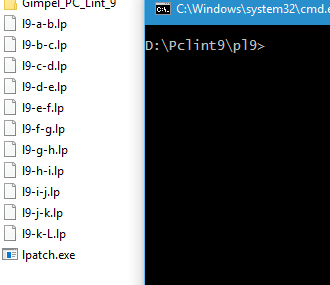 Gimpel_PC_Lint_9
l9-a-b.lp
l9-b-c.lp
l9-c-d.lp
l9-d-e.lp
l9-e-f.lp
l9-f-g.lp
l9-g-h.lp
l9-h-i.lp
l9-i-j.lp
l9-j-k.lp
l9-k-L.lp
lpatch.exe
C:\Windows\system32\cmd.e
D:\Pclint9\pl9>